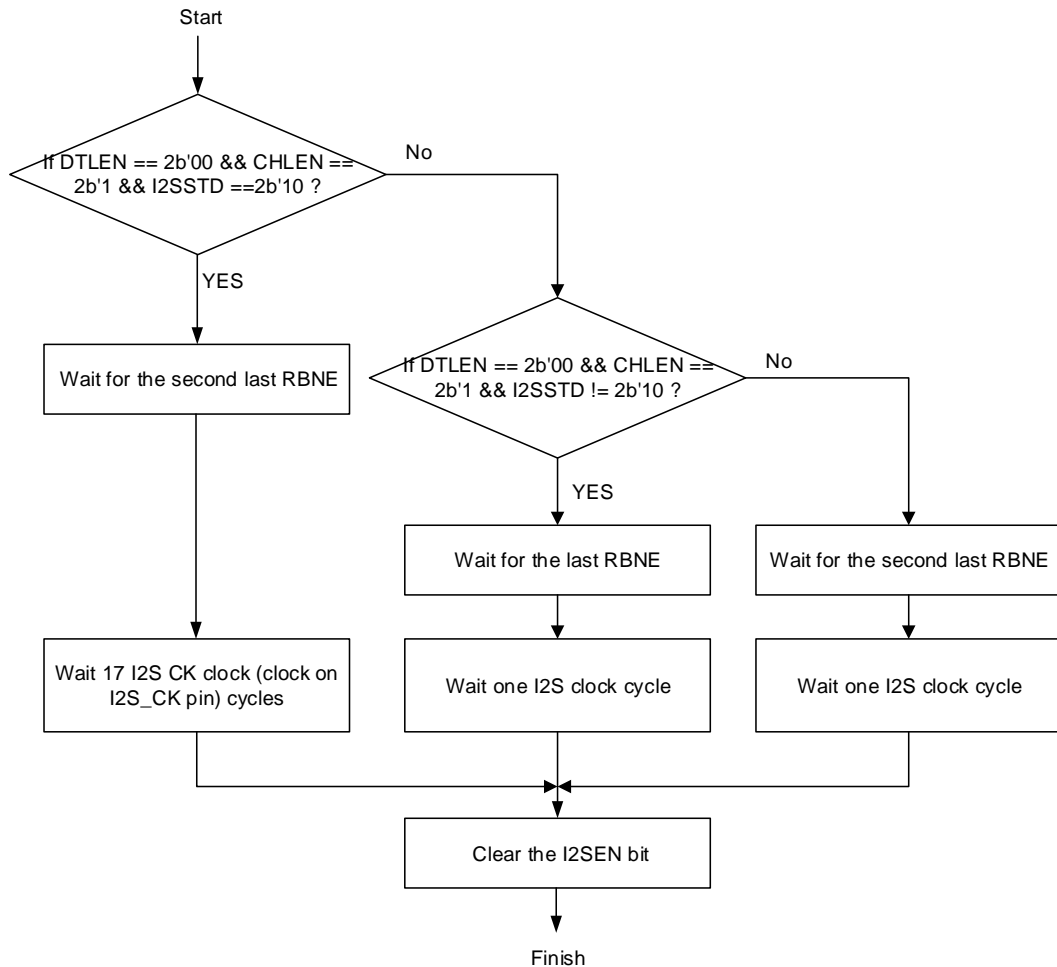 Start
If DTLEN == 2b'00 && CHLEN ==
2b'1 && I2SSTD ==2b'10 ?
No
YES
Wait for the second last RBNE
If DTLEN == 2b'00 && CHLEN ==
2b'1 && I2SSTD != 2b'10 ?
No
YES
Wait for the last RBNE
Wait for the second last RBNE
Wait 17 I2S CK clock (clock on
I2S_CK pin) cycles
Wait one I2S clock cycle
Wait one I2S clock cycle
Clear the I2SEN bit
Finish